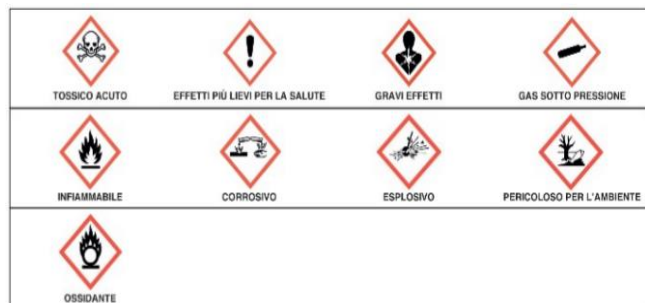 TOSSICO ACUTO
EFFETTI PIÙ LIEVI PER LA SALUTE
GRAVI EFFETTI
GAS SOTTO PRESSIONE
INFIAMMABILE
CORROSIVO
ESPLOSIVO
PERICOLOSO PER L'AMBIENTE
OSSIDANTE